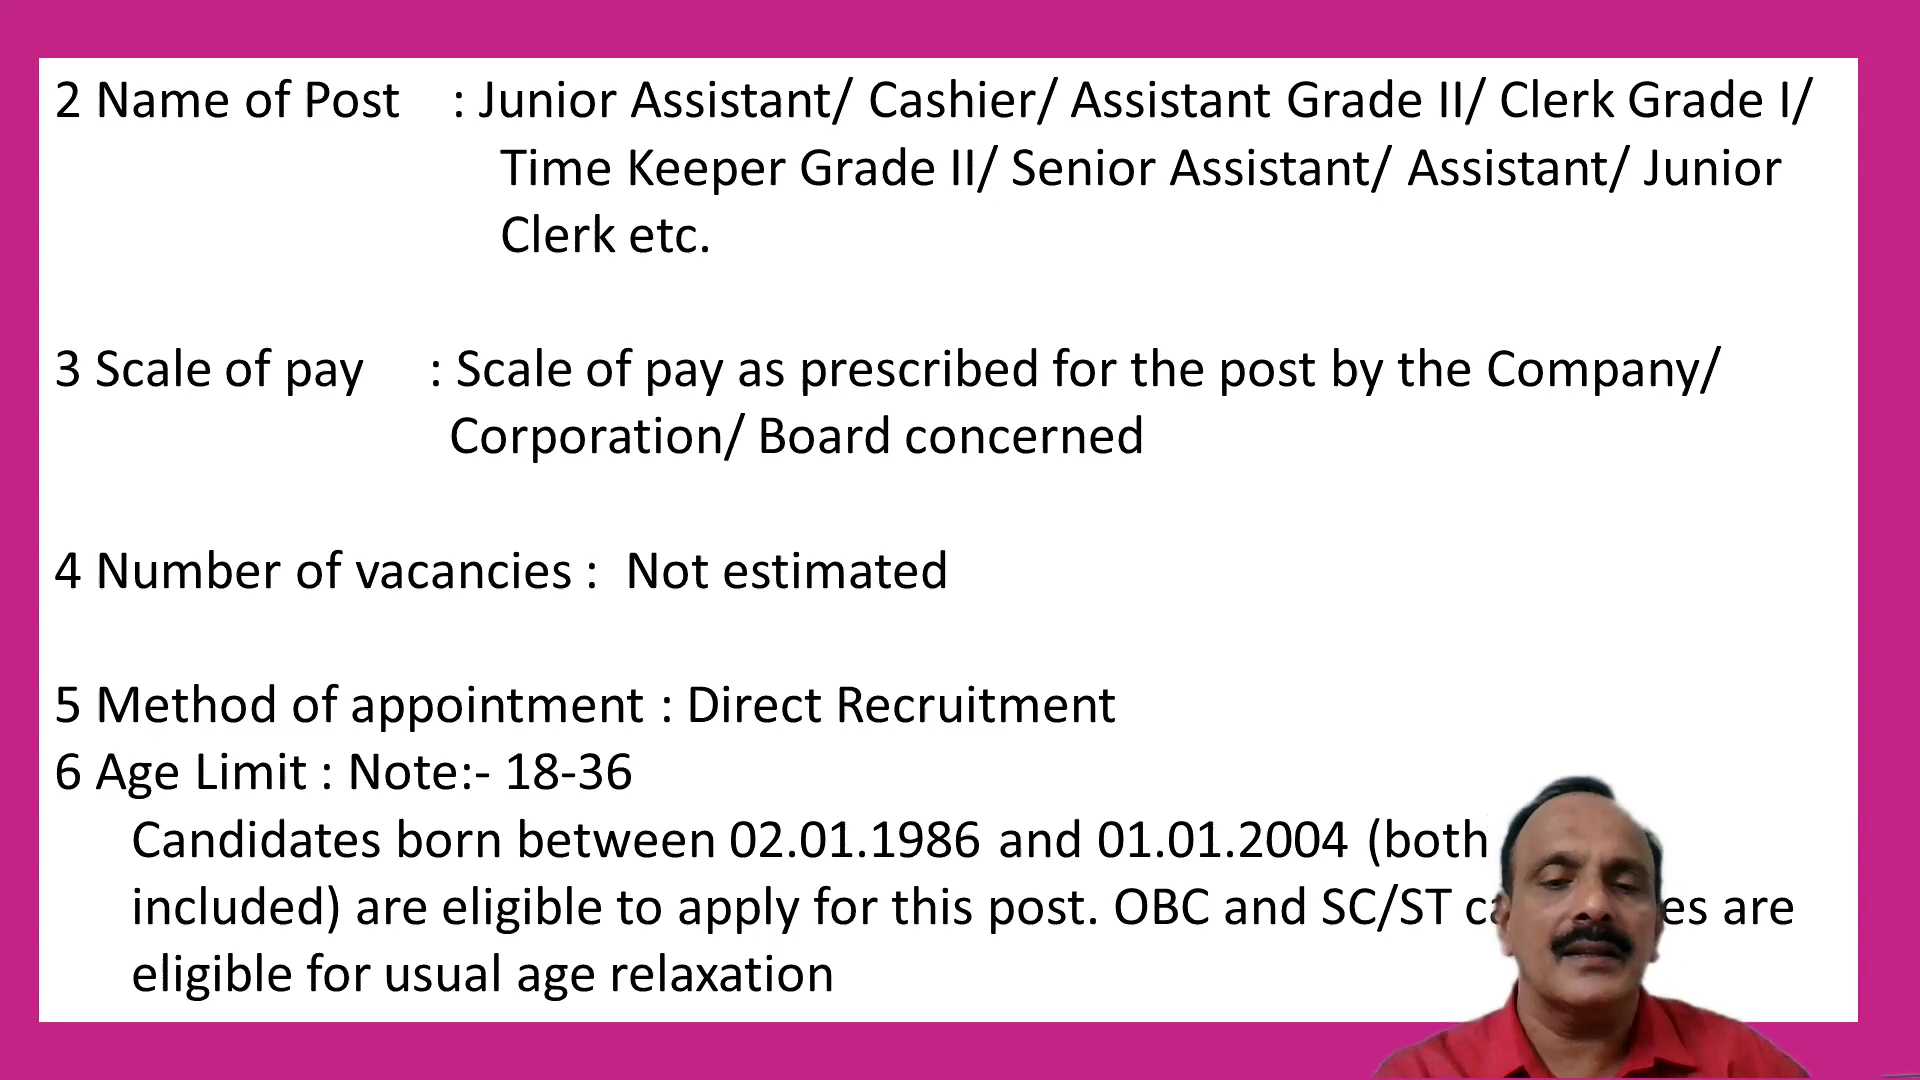 2 Name of Post : Junior Assistant/ Cashier/ Assistant Grade II/ Clerk Grade I/
Time Keeper Grade II/ Senior Assistant/ Assistant/ Junior
Clerk etc.
3 Scale of pay : Scale of pay as prescribed for the post by the Company/
Corporation/ Board concerned
4 Number of vacancies : Not estimated
5 Method of appointment : Direct Recruitment
6 Age Limit : Note:- 18-36
Candidates born between 02.01.1986 and 01.01.2004 (both
included) are eligible to apply for this post. OBC and SC/ST are
eligible for usual age relaxation